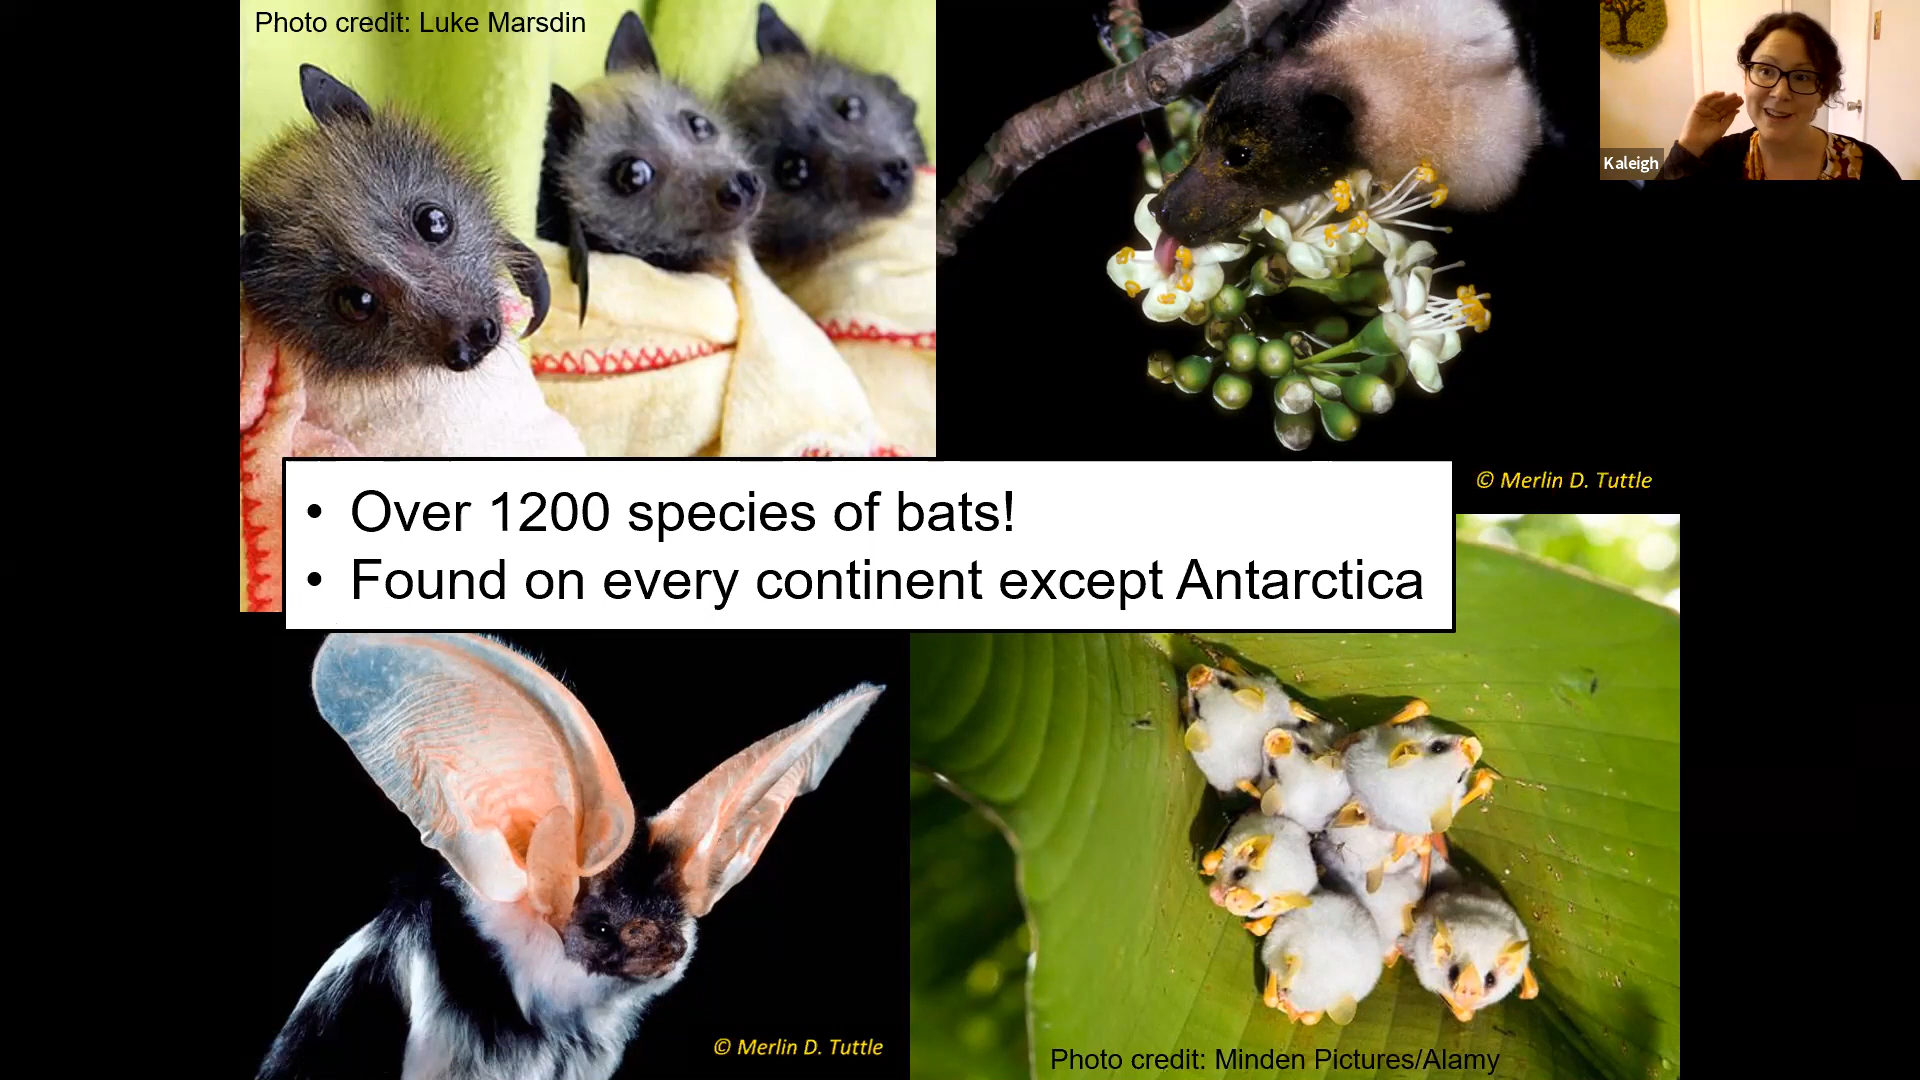 Photo credit: Luke Marsdin
Kaleigh
© Merlin D. Tuttle
• Over 1200 species of bats!
• Found on every continent except Antarctica
© Merlin D. Tuttle
Photo credit: Minden Pictures/Alamy